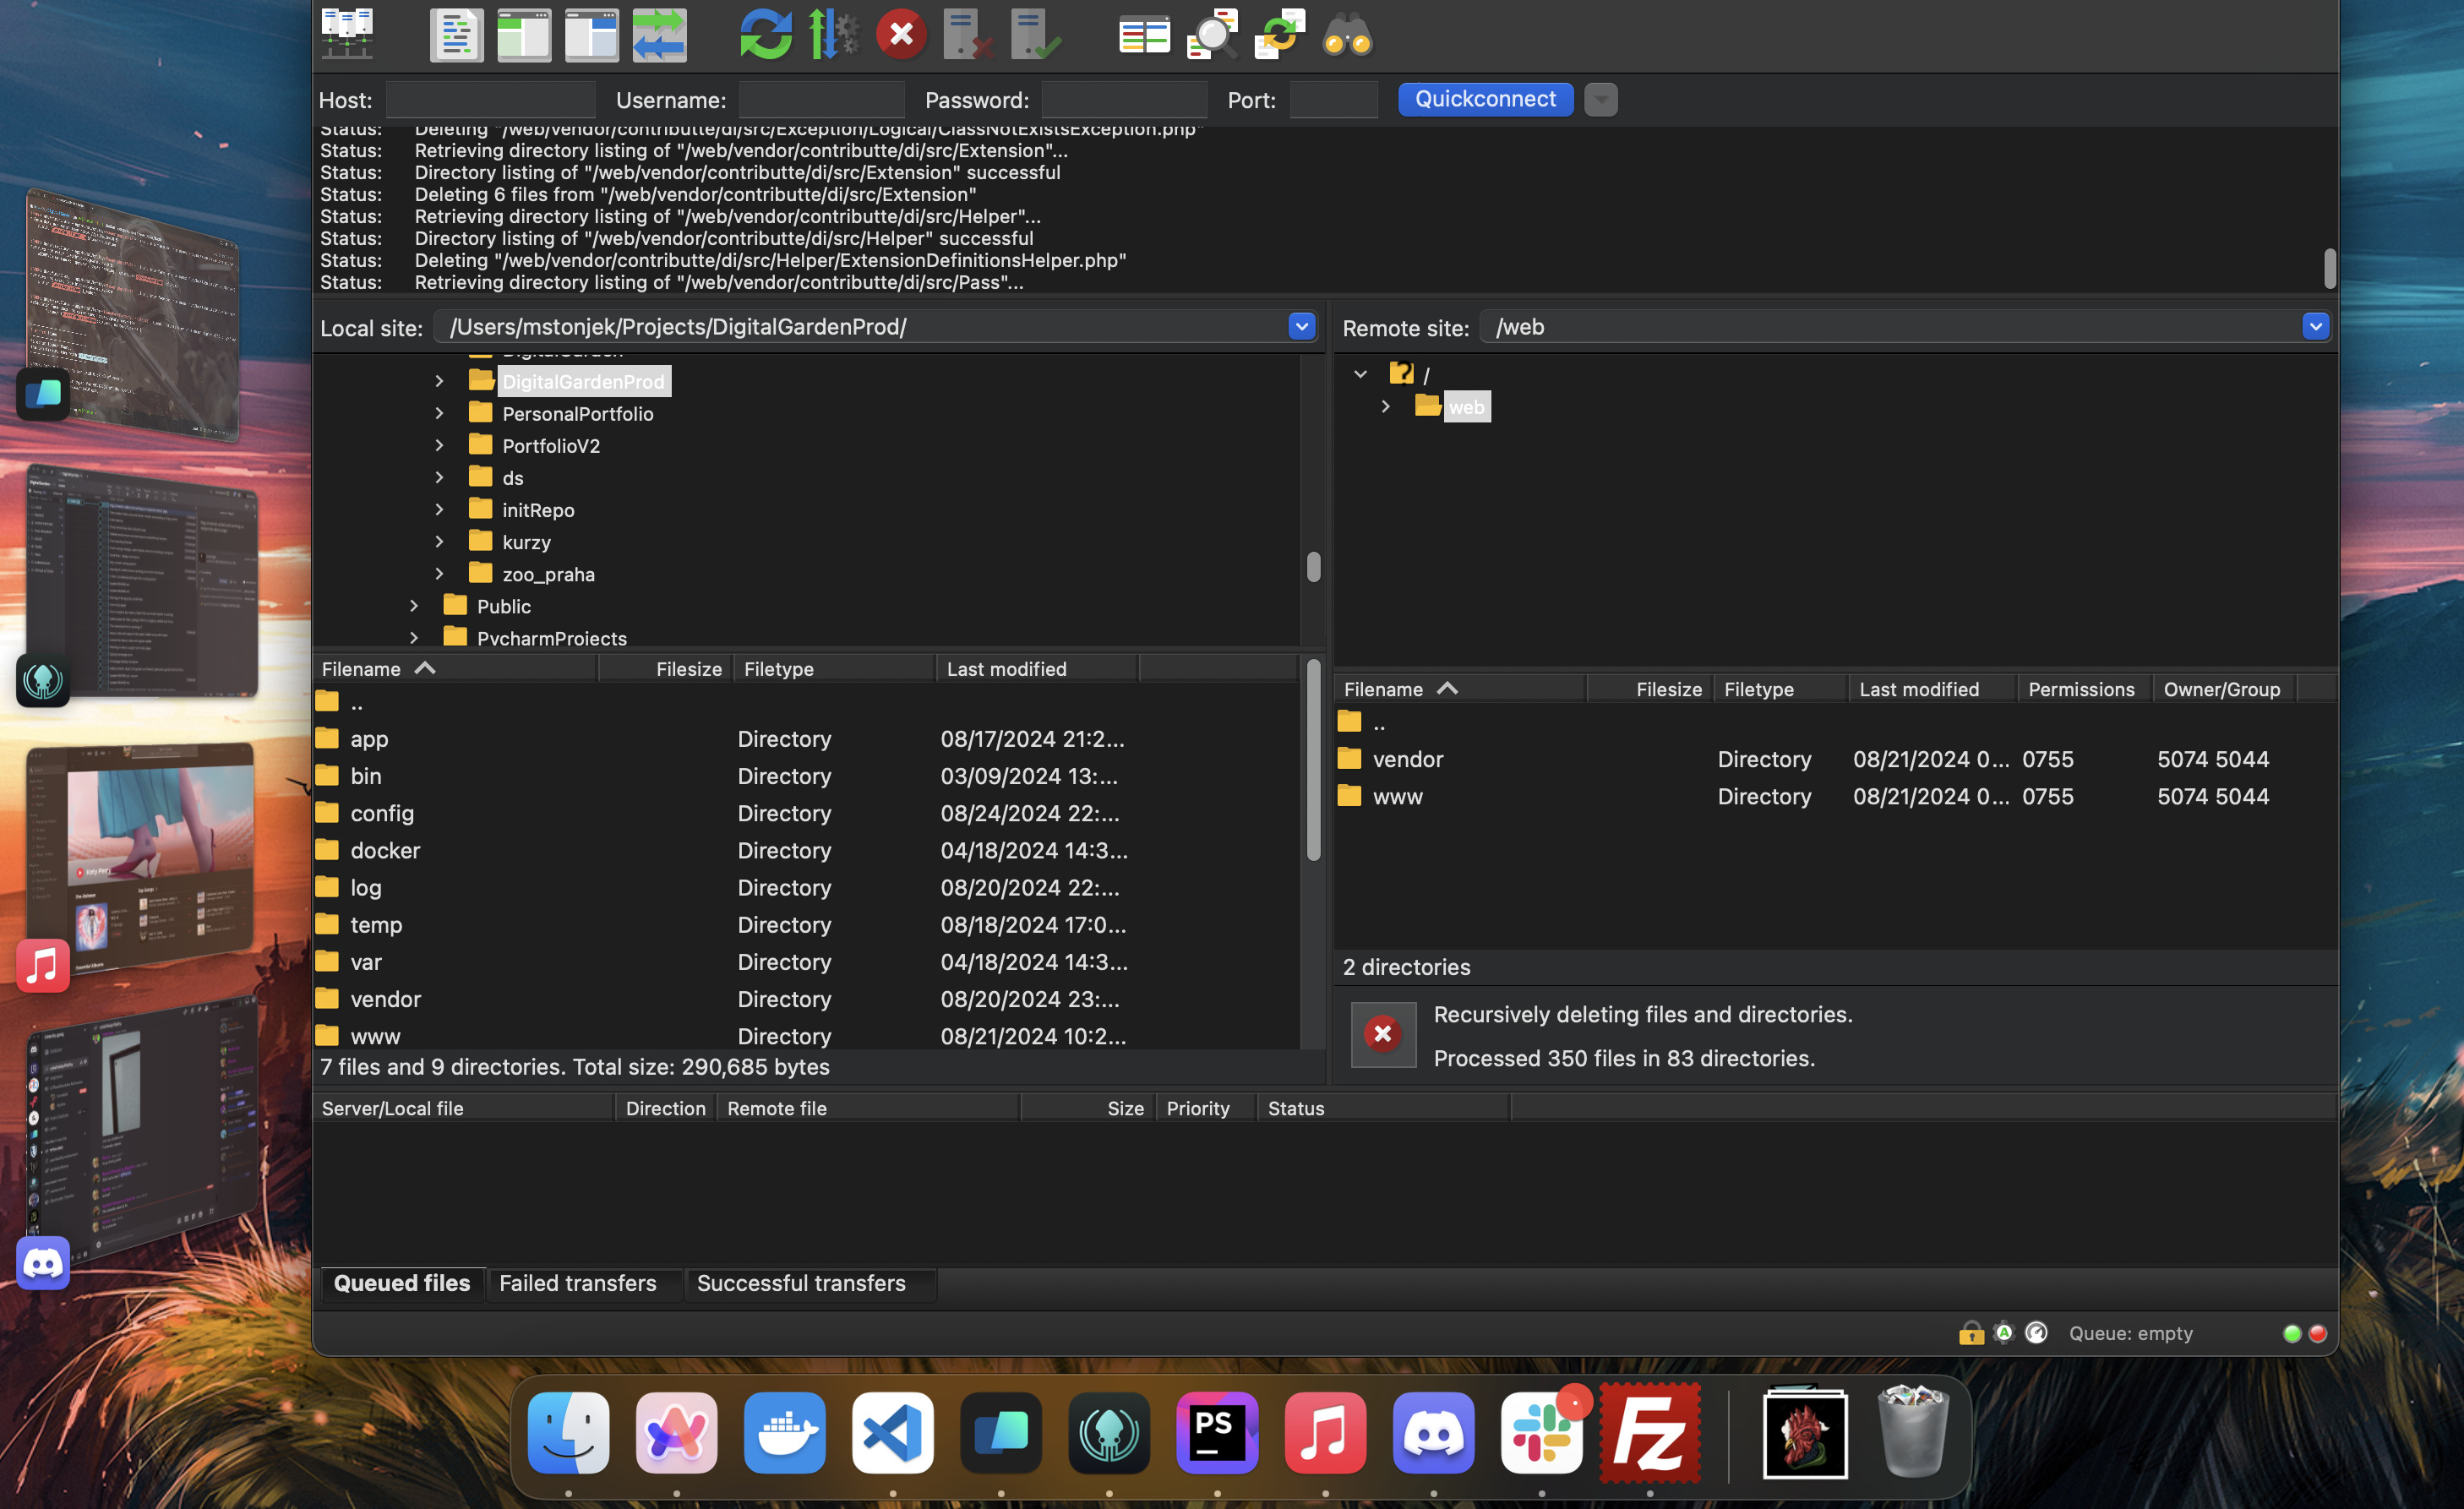 Host: Username: Password: Port: Quickconnect
Status: Deleting "/web/vendor/contributte/di/src/Exception/Logical/ClassNotExistsException.php"
Status: Retrieving directory listing of "/web/vendor/contributte/di/src/Extension"...
Status: Directory listing of "/web/vendor/contributte/di/src/Extension" successful
Status: Deleting 6 files from "/web/vendor/contributte/di/src/Extension"
Status: Retrieving directory listing of "/web/vendor/contributte/di/src/Helper"...
Status: Directory listing of "/web/vendor/contributte/di/src/Helper" successful
Status: Deleting "/web/vendor/contributte/di/src/Helper/ExtensionDefinitionsHelper.php"
Status: Retrieving directory listing of "/web/vendor/contributte/di/src/Pass"...
Local site: /Users/mstonjek/Projects/DigitalGardenProd/
DigitalGarden
DigitalGardenProd
PersonalPortfolio
PortfolioV2
ds
initRepo
kurzy
zoo_praha
Public
PycharmProjects
Filename Filesize Filetype Last modified
..
app Directory 08/17/2024 21:2...
bin Directory 03/09/2024 13:...
config Directory 08/24/2024 22:...
docker Directory 04/18/2024 14:3...
log Directory 08/20/2024 22:...
temp Directory 08/18/2024 17:0...
var Directory 04/18/2024 14:3...
vendor Directory 08/20/2024 23:...
www Directory 08/21/2024 10:2...
7 files and 9 directories. Total size: 290,685 bytes
Remote site: /web
/
web
Filename Filesize Filetype Last modified Permissions Owner/Group
..
vendor Directory 08/21/2024 0... 0755 5074 5044
www Directory 08/21/2024 0... 0755 5074 5044
2 directories
Recursively deleting files and directories.
Processed 350 files in 83 directories.
Server/Local file Direction Remote file Size Priority Status
Queued files Failed transfers Successful transfers
Queue: empty
Katy Perry
PS
Fz